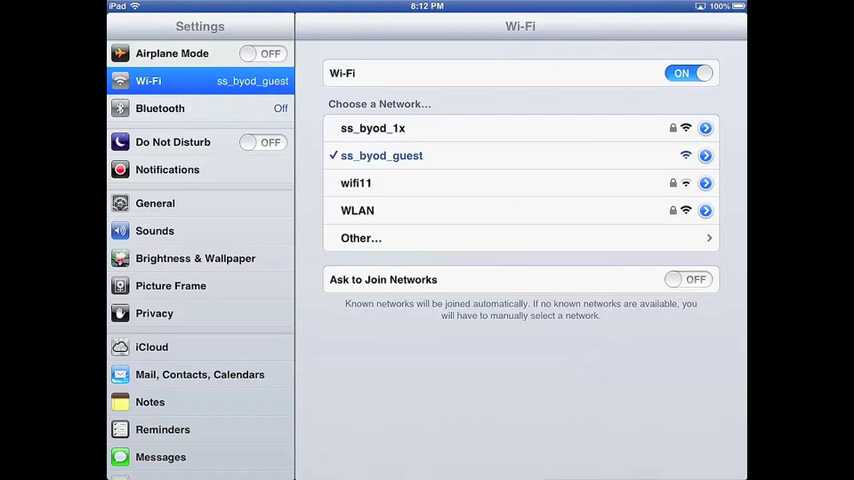 iPad 8:12 PM 100%
Settings
Wi-Fi
Airplane Mode OFF
Wi-Fi ss_byod_guest
Bluetooth Off
Do Not Disturb OFF
Notifications
General
Sounds
Brightness & Wallpaper
Picture Frame
Privacy
iCloud
Mail, Contacts, Calendars
Notes
Reminders
Messages
Wi-Fi ON
Choose a Network...
ss_byod_1x
ss_byod_guest
wifi11
WLAN
Other...
Ask to Join Networks OFF
Known networks will be joined automatically. If no known networks are available, you
will have to manually select a network.